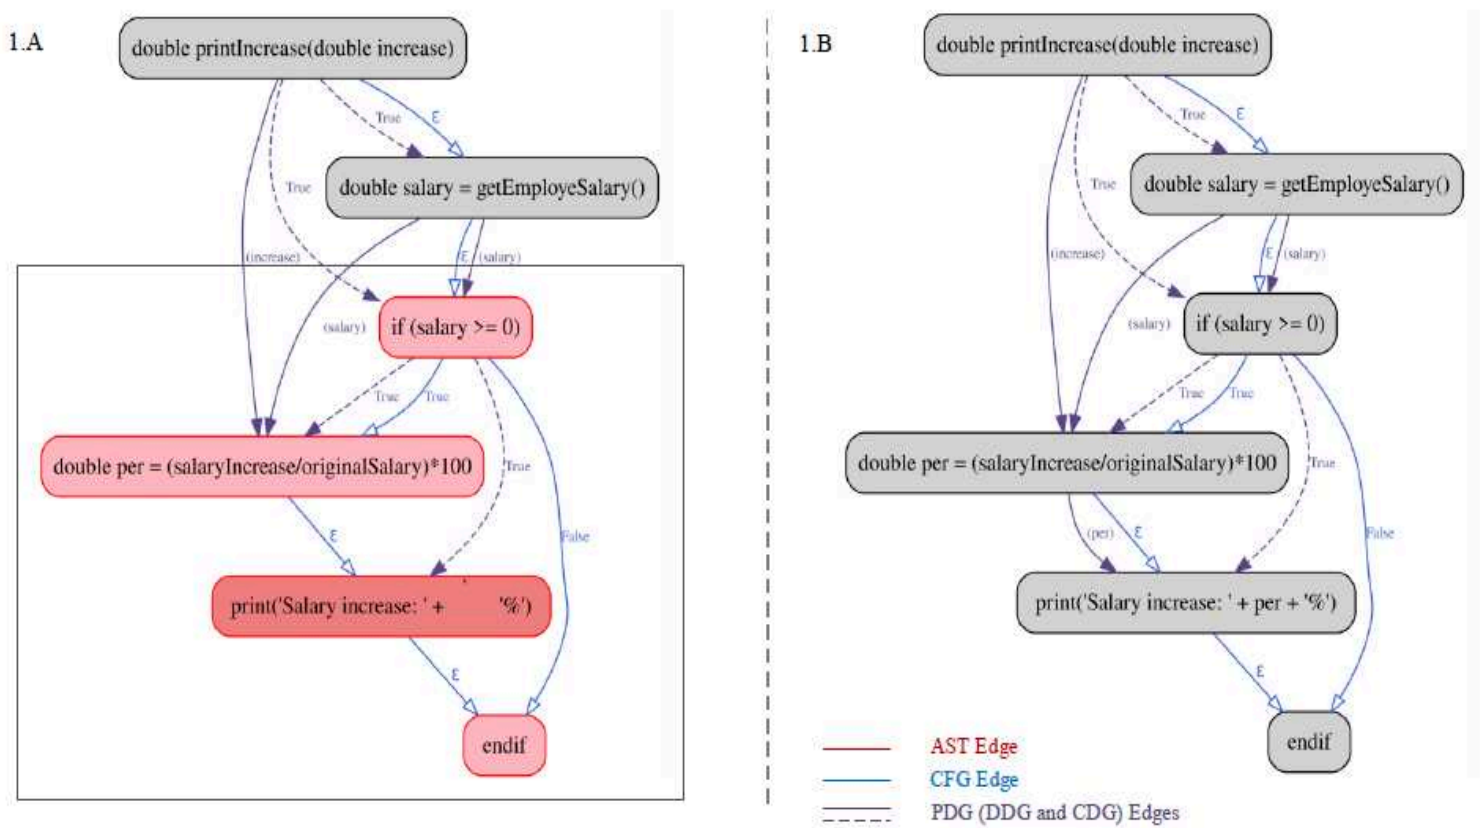 1.A
double printIncrease(double increase)
True
ε
double salary = getEmployeSalary()
True
(increase)
ε
(salary)
(salary)
if (salary >= 0)
True
True
double per = (salaryIncrease/originalSalary)*100
True
ε
False
print('Salary increase: ' + '%')
ε
endif
1.B
double printIncrease(double increase)
True
ε
double salary = getEmployeSalary()
True
(increase)
ε
(salary)
(salary)
if (salary >= 0)
True
True
double per = (salaryIncrease/originalSalary)*100
True
(per)
ε
False
print('Salary increase: ' + per + '%')
ε
endif
AST Edge
CFG Edge
PDG (DDG and CDG) Edges